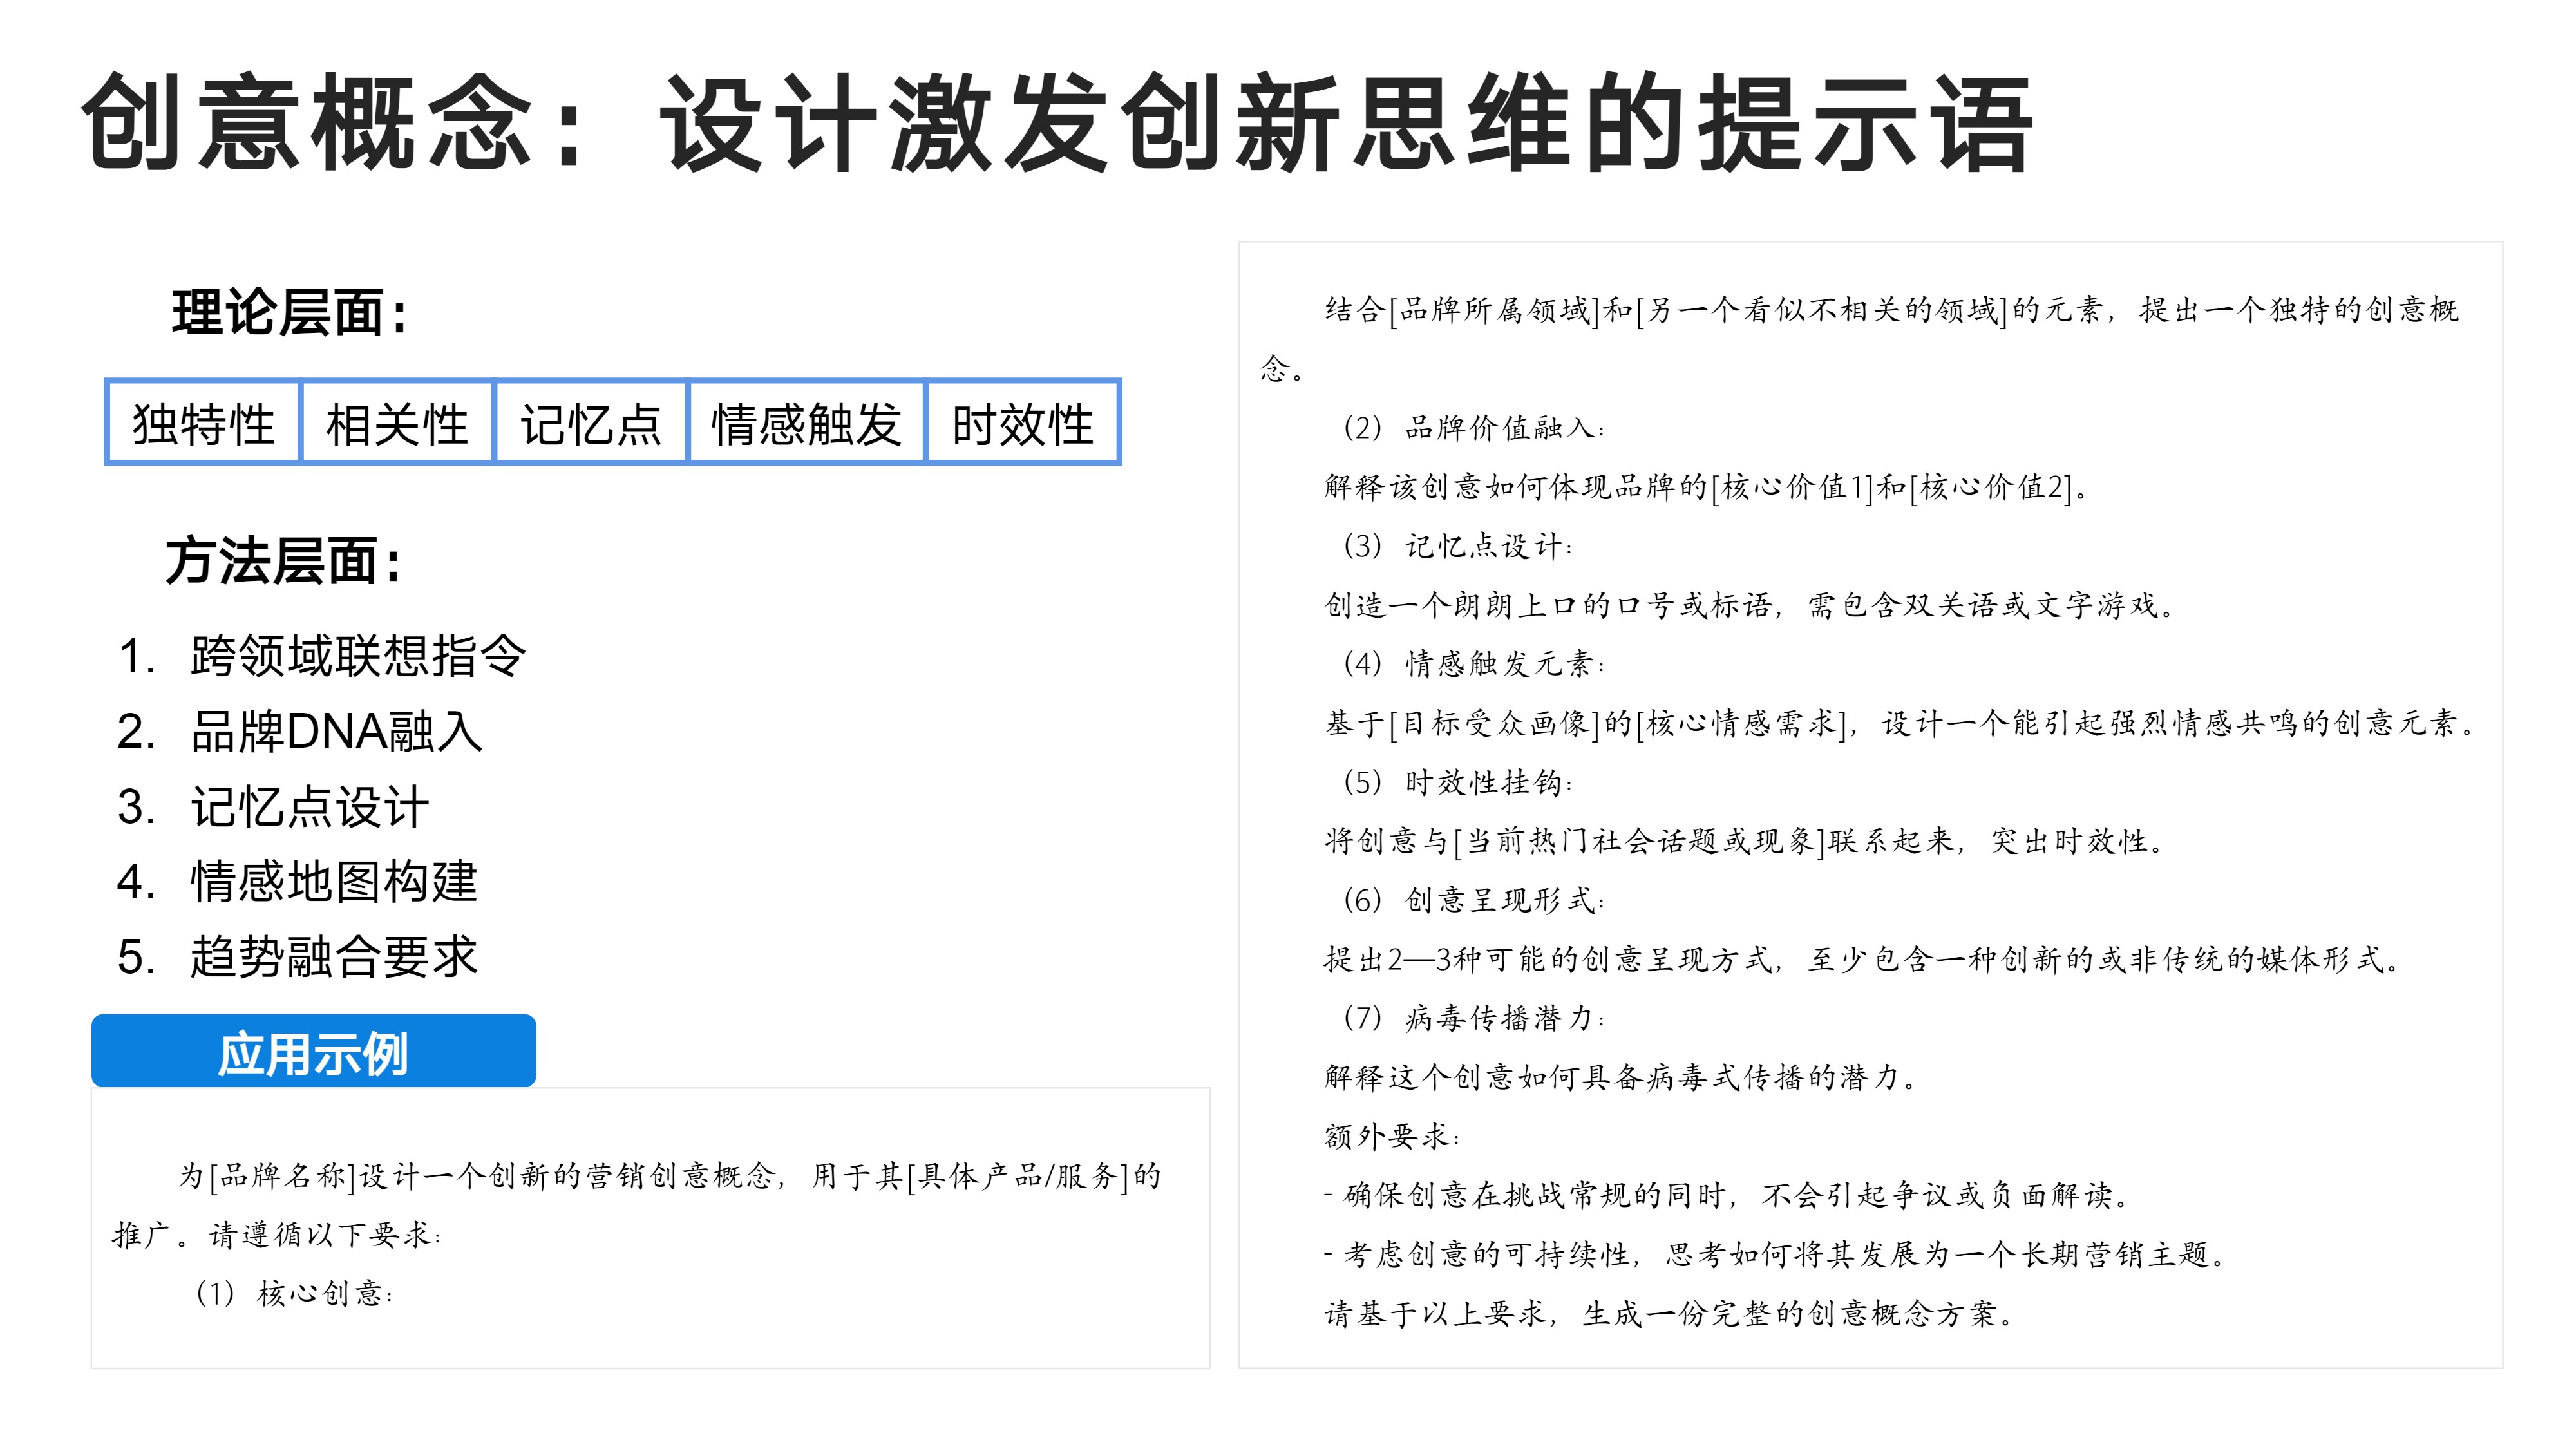 创意概念：设计激发创新思维的提示语
理论层面：
独特性 相关性 记忆点 情感触发 时效性
方法层面：
1. 跨领域联想指令
2. 品牌DNA融入
3. 记忆点设计
4. 情感地图构建
5. 趋势融合要求
应用示例
为[品牌名称]设计一个创新的营销创意概念，用于其[具体产品/服务]的
推广。请遵循以下要求：
（1）核心创意：
结合[品牌所属领域]和[另一个看似不相关的领域]的元素，提出一个独特的创意概
念。
（2）品牌价值融入：
解释该创意如何体现品牌的[核心价值1]和[核心价值2]。
（3）记忆点设计：
创造一个朗朗上口的口号或标语，需包含双关语或文字游戏。
（4）情感触发元素：
基于[目标受众画像]的[核心情感需求]，设计一个能引起强烈情感共鸣的创意元素。
（5）时效性挂钩：
将创意与[当前热门社会话题或现象]联系起来，突出时效性。
（6）创意呈现形式：
提出2—3种可能的创意呈现方式，至少包含一种创新的或非传统的媒体形式。
（7）病毒传播潜力：
解释这个创意如何具备病毒式传播的潜力。
额外要求：
- 确保创意在挑战常规的同时，不会引起争议或负面解读。
- 考虑创意的可持续性，思考如何将其发展为一个长期营销主题。
请基于以上要求，生成一份完整的创意概念方案。